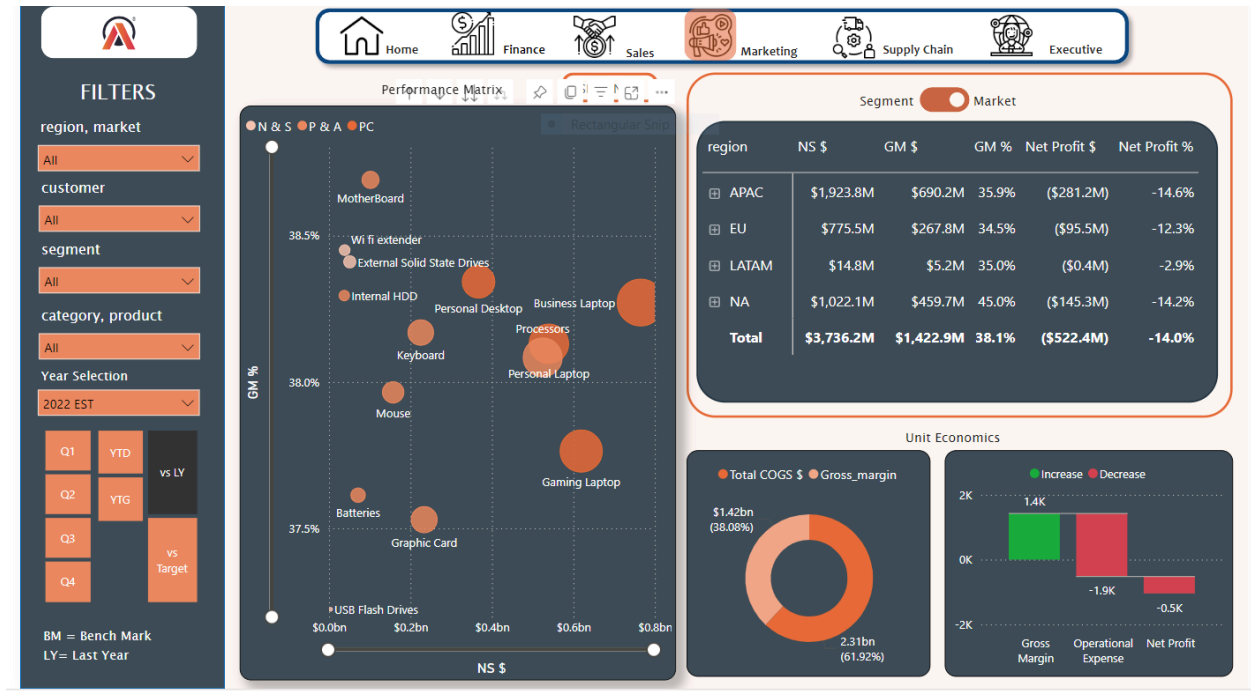 Home
Finance
Sales
Marketing
Supply Chain
Executive
FILTERS
region, market
All
customer
All
segment
All
category, product
All
Year Selection
2022 EST
Q1
Q2
Q3
Q4
YTD
YTG
vs LY
vs
Target
BM = Bench Mark
LY= Last Year
Performance Matrix
Rectangular Snip
N & S P & A PC
GM %
38.5%
38.0%
37.5%
MotherBoard
Wi fi extender
External Solid State Drives
Internal HDD
Personal Desktop
Business Laptop
Processors
Keyboard
Personal Laptop
Mouse
Gaming Laptop
Batteries
Graphic Card
USB Flash Drives
$0.0bn $0.2bn $0.4bn $0.6bn $0.8bn
NS $
Segment Market
region NS $ GM $ GM % Net Profit $ Net Profit %
APAC $1,923.8M $690.2M 35.9% ($281.2M) -14.6%
EU $775.5M $267.8M 34.5% ($95.5M) -12.3%
LATAM $14.8M $5.2M 35.0% ($0.4M) -2.9%
NA $1,022.1M $459.7M 45.0% ($145.3M) -14.2%
Total $3,736.2M $1,422.9M 38.1% ($522.4M) -14.0%
Unit Economics
Total COGS $ Gross_margin
$1.42bn
(38.08%)
2.31bn
(61.92%)
Increase Decrease
2K
0K
-2K
1.4K
-1.9K
-0.5K
Gross
Margin
Operational
Expense
Net Profit